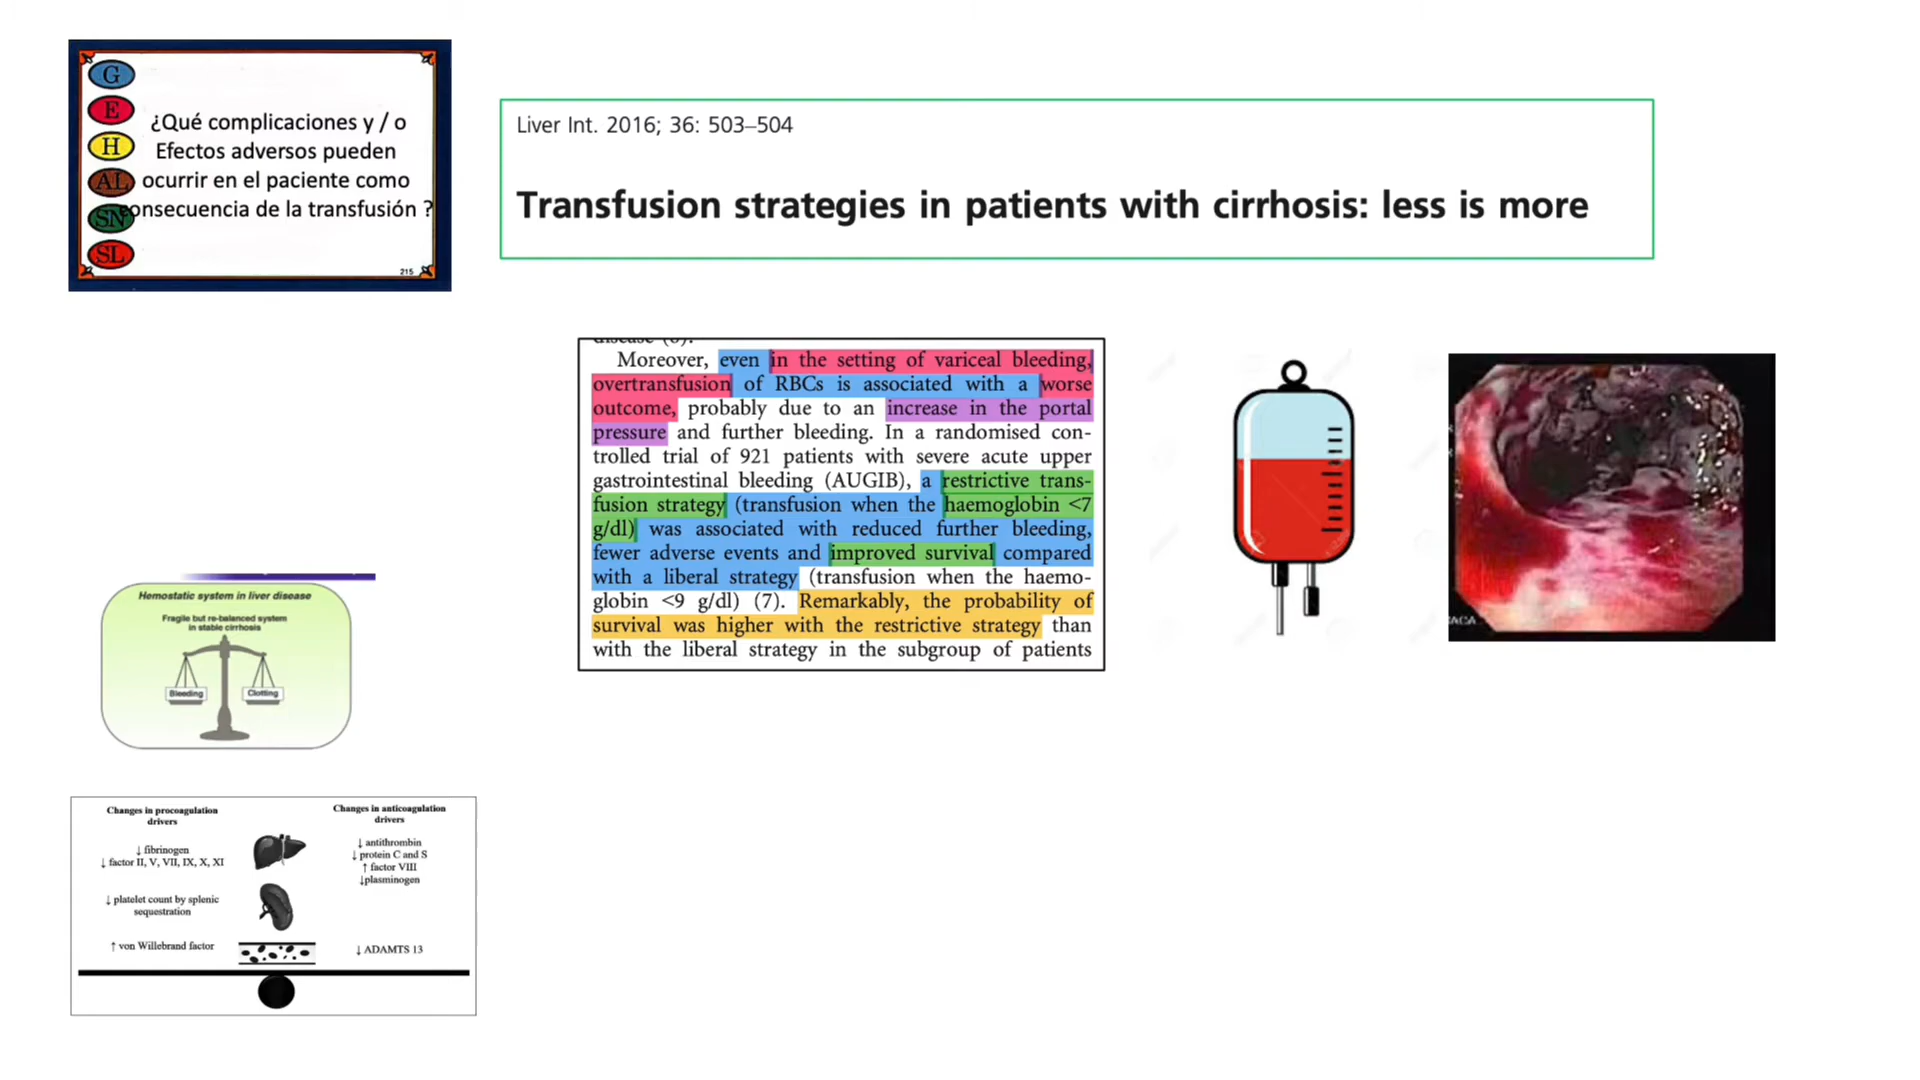 G
E
H
AL
SN
SL
¿Qué complicaciones y / o
Efectos adversos pueden
ocurrir en el paciente como
consecuencia de la transfusión ?
215
Liver Int. 2016; 36: 503–504
Transfusion strategies in patients with cirrhosis: less is more
disease (6).
Moreover, even in the setting of variceal bleeding,
overtransfusion of RBCs is associated with a worse
outcome, probably due to an increase in the portal
pressure and further bleeding. In a randomised con-
trolled trial of 921 patients with severe acute upper
gastrointestinal bleeding (AUGIB), a restrictive trans-
fusion strategy (transfusion when the haemoglobin <7
g/dl) was associated with reduced further bleeding,
fewer adverse events and improved survival compared
with a liberal strategy (transfusion when the haemo-
globin <9 g/dl) (7). Remarkably, the probability of
survival was higher with the restrictive strategy than
with the liberal strategy in the subgroup of patients
Hemostatic system in liver disease
Fragile but re-balanced system
in stable cirrhosis
Bleeding
Clotting
Changes in procoagulation
drivers
↓ fibrinogen
↓ factor II, V, VII, IX, X, XI
↓ platelet count by splenic
sequestration
↑ von Willebrand factor
Changes in anticoagulation
drivers
↓ antithrombin
↓ protein C and S
↑ factor VIII
↓plasminogen
↓ ADAMTS 13